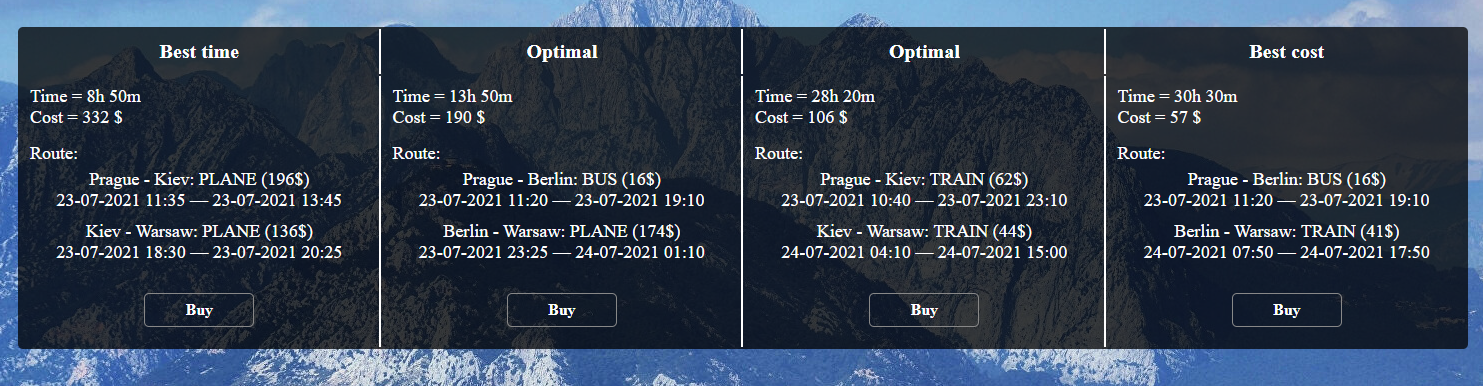 Best time
Time = 8h 50m
Cost = 332 $
Route:
Prague - Kiev: PLANE (196$)
23-07-2021 11:35 — 23-07-2021 13:45
Kiev - Warsaw: PLANE (136$)
23-07-2021 18:30 — 23-07-2021 20:25
Buy
Optimal
Time = 13h 50m
Cost = 190 $
Route:
Prague - Berlin: BUS (16$)
23-07-2021 11:20 — 23-07-2021 19:10
Berlin - Warsaw: PLANE (174$)
23-07-2021 23:25 — 24-07-2021 01:10
Buy
Optimal
Time = 28h 20m
Cost = 106 $
Route:
Prague - Kiev: TRAIN (62$)
23-07-2021 10:40 — 23-07-2021 23:10
Kiev - Warsaw: TRAIN (44$)
24-07-2021 04:10 — 24-07-2021 15:00
Buy
Best cost
Time = 30h 30m
Cost = 57 $
Route:
Prague - Berlin: BUS (16$)
23-07-2021 11:20 — 23-07-2021 19:10
Berlin - Warsaw: TRAIN (41$)
24-07-2021 07:50 — 24-07-2021 17:50
Buy